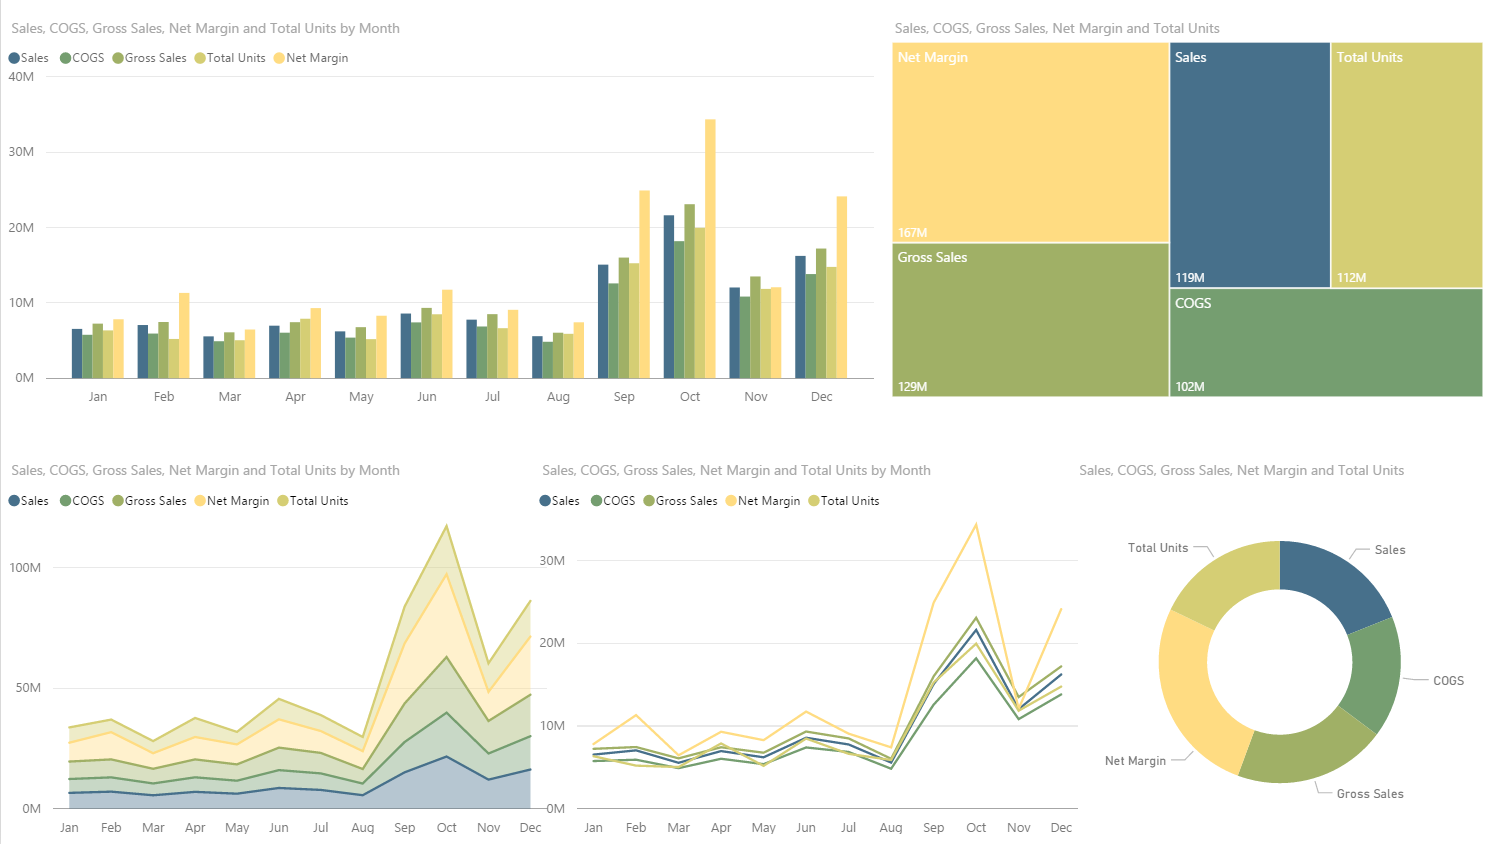 Sales, COGS, Gross Sales, Net Margin and Total Units by Month
Sales COGS Gross Sales Total Units Net Margin
40M
30M
20M
10M
0M
Jan Feb Mar Apr May Jun Jul Aug Sep Oct Nov Dec
Sales, COGS, Gross Sales, Net Margin and Total Units
Net Margin
167M
Gross Sales
129M
Sales
119M
Total Units
112M
COGS
102M
Sales, COGS, Gross Sales, Net Margin and Total Units by Month
Sales COGS Gross Sales Net Margin Total Units
100M
50M
0M
Jan Feb Mar Apr May Jun Jul Aug Sep Oct Nov Dec
Sales, COGS, Gross Sales, Net Margin and Total Units by Month
Sales COGS Gross Sales Net Margin Total Units
30M
20M
10M
0M
Jan Feb Mar Apr May Jun Jul Aug Sep Oct Nov Dec
Sales, COGS, Gross Sales, Net Margin and Total Units
Total Units
Sales
COGS
Net Margin
Gross Sales